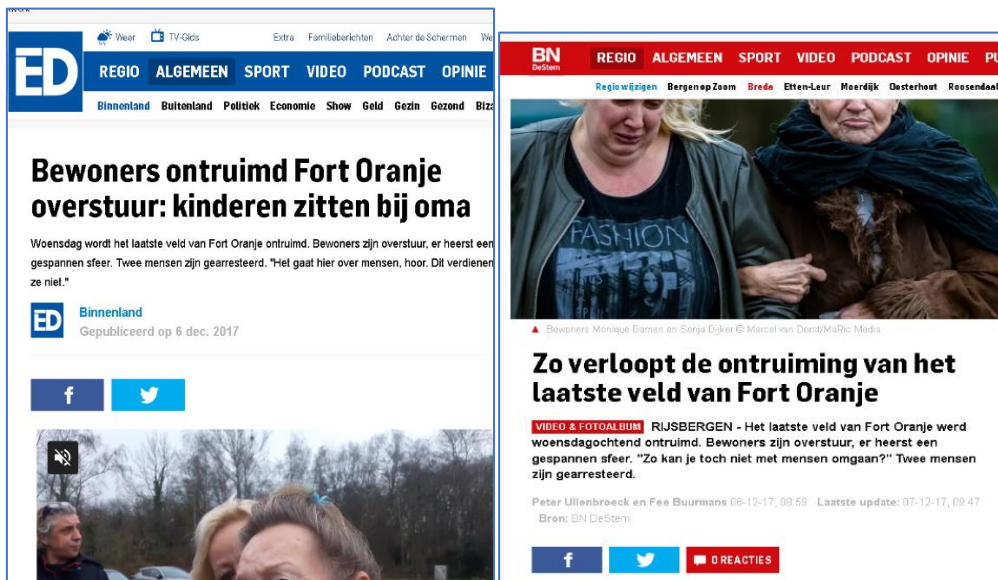 Weer TV-Gids Extra Familieberichten Achter de Schermen
ED
REGIO ALGEMEEN SPORT VIDEO PODCAST OPINIE
Binnenland Buitenland Politiek Economie Show Geld Gezin Gezond
Bewoners ontruimd Fort Oranje
overstuur: kinderen zitten bij oma
Woensdag wordt het laatste veld van Fort Oranje ontruimd. Bewoners zijn overstuur, er heerst een
gespannen sfeer. Twee mensen zijn gearresteerd. "Het gaat hier over mensen, hoor. Dit verdienen
ze niet."
ED
Binnenland
Gepubliceerd op 6 dec. 2017
f
BN
DeStem
REGIO ALGEMEEN SPORT VIDEO PODCAST OPINIE PU
Regio wijzigen Bergen op Zoom Breda Etten-Leur Moerdijk Oosterhout Roosendaal
FASHION
Bewoners Monique Damen en Sonja Dijker © Marcel van Dorst/MaRic Media
Zo verloopt de ontruiming van het
laatste veld van Fort Oranje
VIDEO & FOTOALBUM RIJSBERGEN - Het laatste veld van Fort Oranje werd
woensdagochtend ontruimd. Bewoners zijn overstuur, er heerst een
gespannen sfeer. "Zo kan je toch niet met mensen omgaan?" Twee mensen
zijn gearresteerd.
Peter Ullenbroeck en Fee Buurmans 06-12-17, 08:59 Laatste update: 07-12-17, 09:47
Bron: BN DeStem
f
0 REACTIES